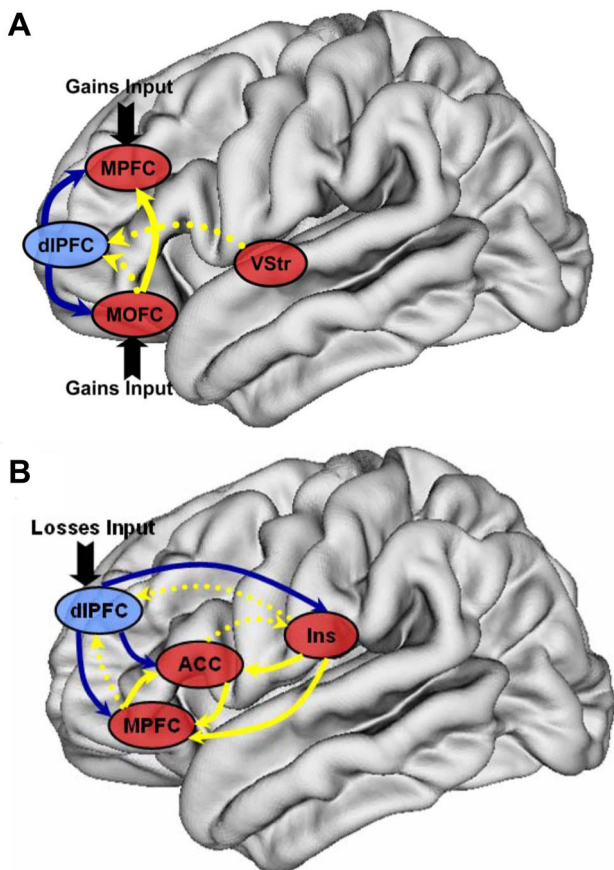 A
Gains Input
MPFC
dlPFC
VStr
MOFC
Gains Input
B
Losses Input
dlPFC
Ins
ACC
MPFC